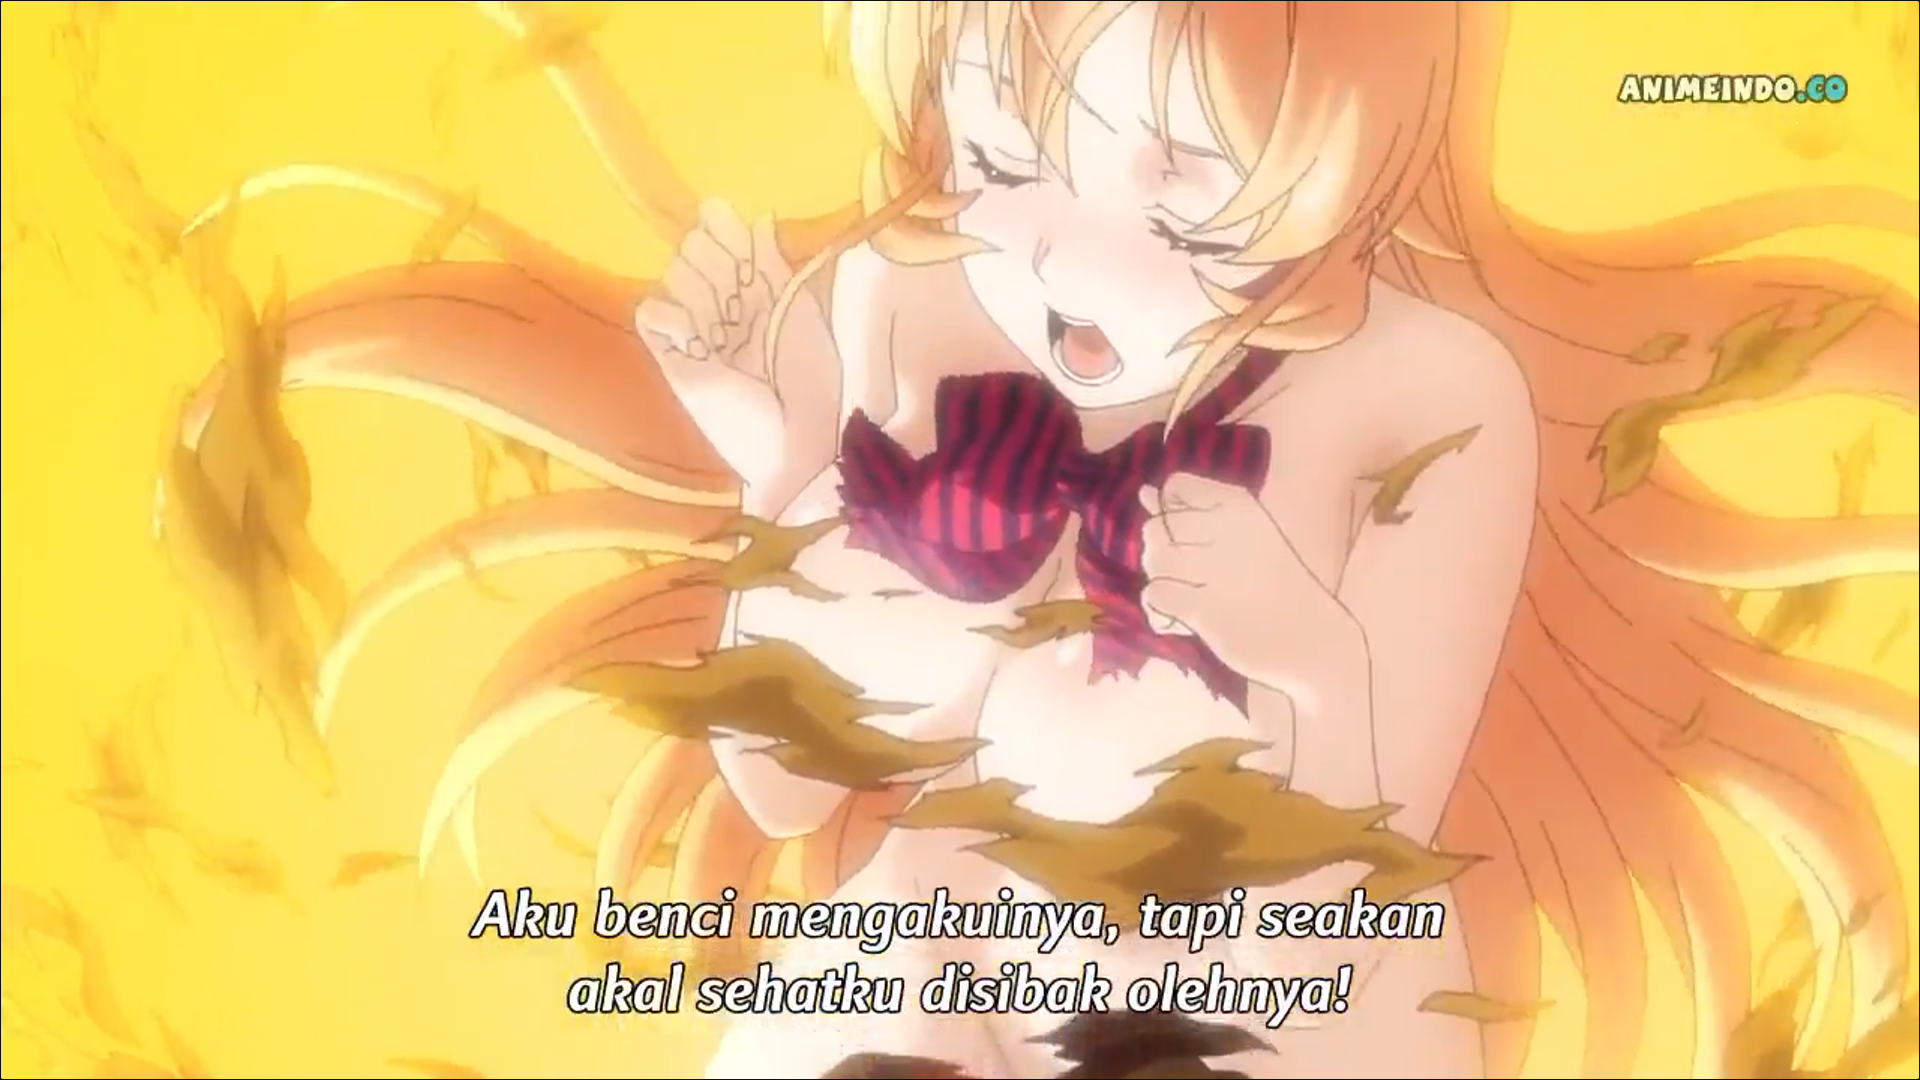 ANIMEINDO.CO
Aku benci mengakuinya, tapi seakan
akal sehatku disibak olehnya!